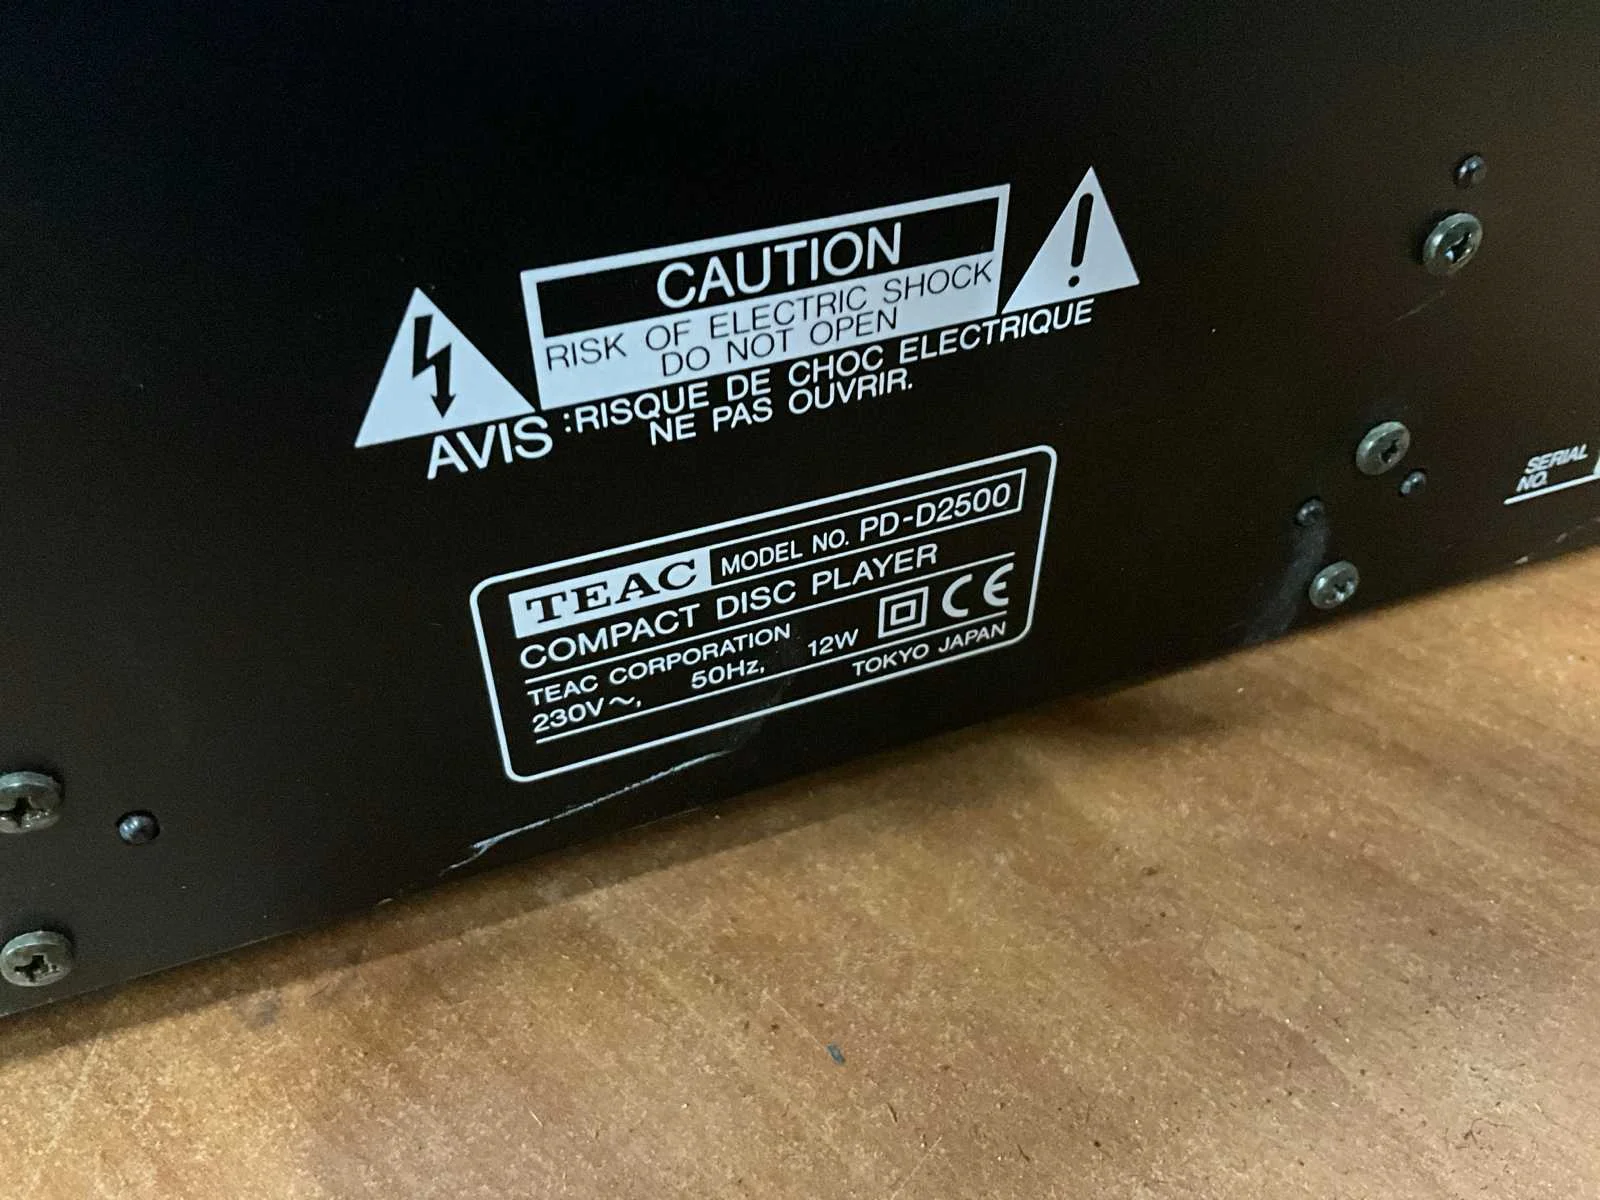 CAUTION
RISK OF ELECTRIC SHOCK
DO NOT OPEN
AVIS :RISQUE DE CHOC ELECTRIQUE
NE PAS OUVRIR.
TEAC MODEL NO. PD-D2500
COMPACT DISC PLAYER
TEAC CORPORATION
230V～, 50Hz, 12W
CE
TOKYO JAPAN
SERIAL
NO.